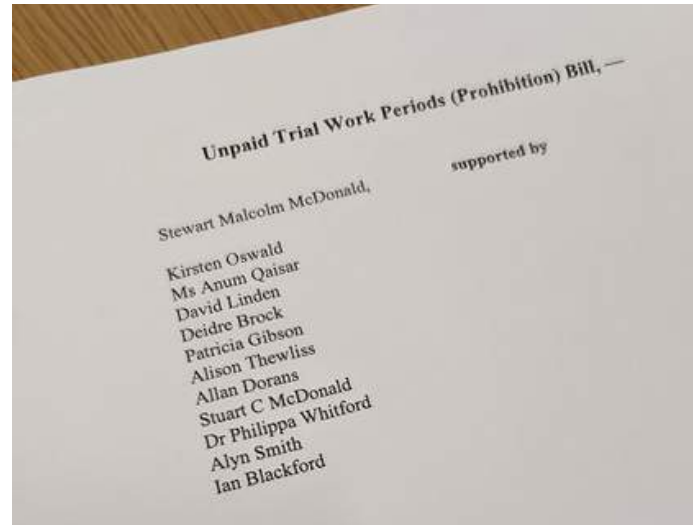 Unpaid Trial Work Periods (Prohibition) Bill,—
supported by
Stewart Malcolm McDonald,
Kirsten Oswald
Ms Anum Qaisar
David Linden
Deidre Brock
Patricia Gibson
Alison Thewliss
Allan Dorans
Stuart C McDonald
Dr Philippa Whitford
Alyn Smith
Ian Blackford